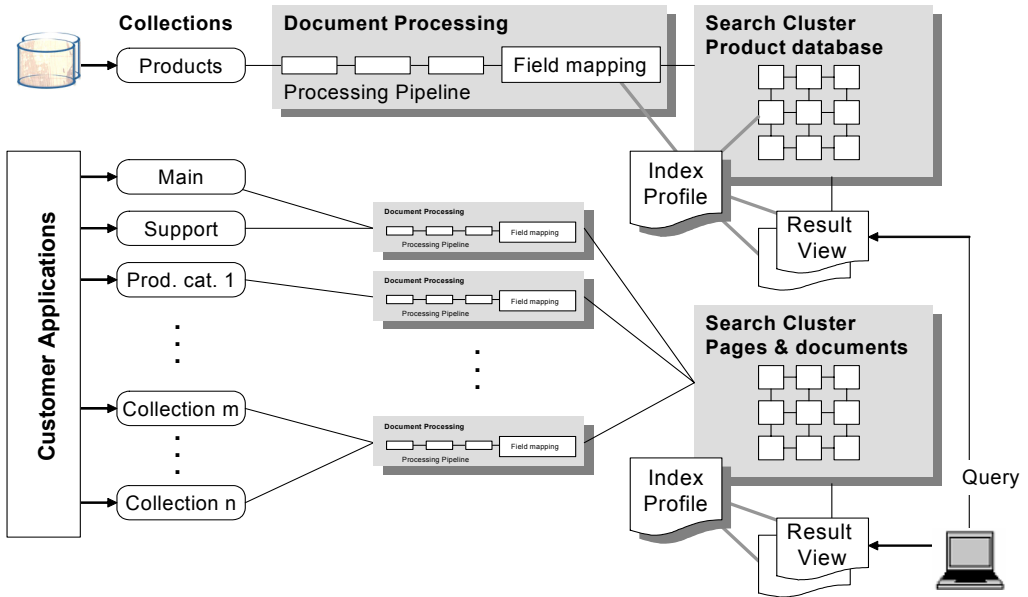 Collections
Document Processing
Search Cluster
Product database
Products
Field mapping
Processing Pipeline
Index
Profile
Result
View
Customer Applications
Main
Support
Prod. cat. 1
.
.
.
Collection m
.
.
.
Collection n
Document Processing
Field mapping
Processing Pipeline
Document Processing
Field mapping
Processing Pipeline
.
.
.
Document Processing
Field mapping
Processing Pipeline
Search Cluster
Pages & documents
Index
Profile
Result
View
Query